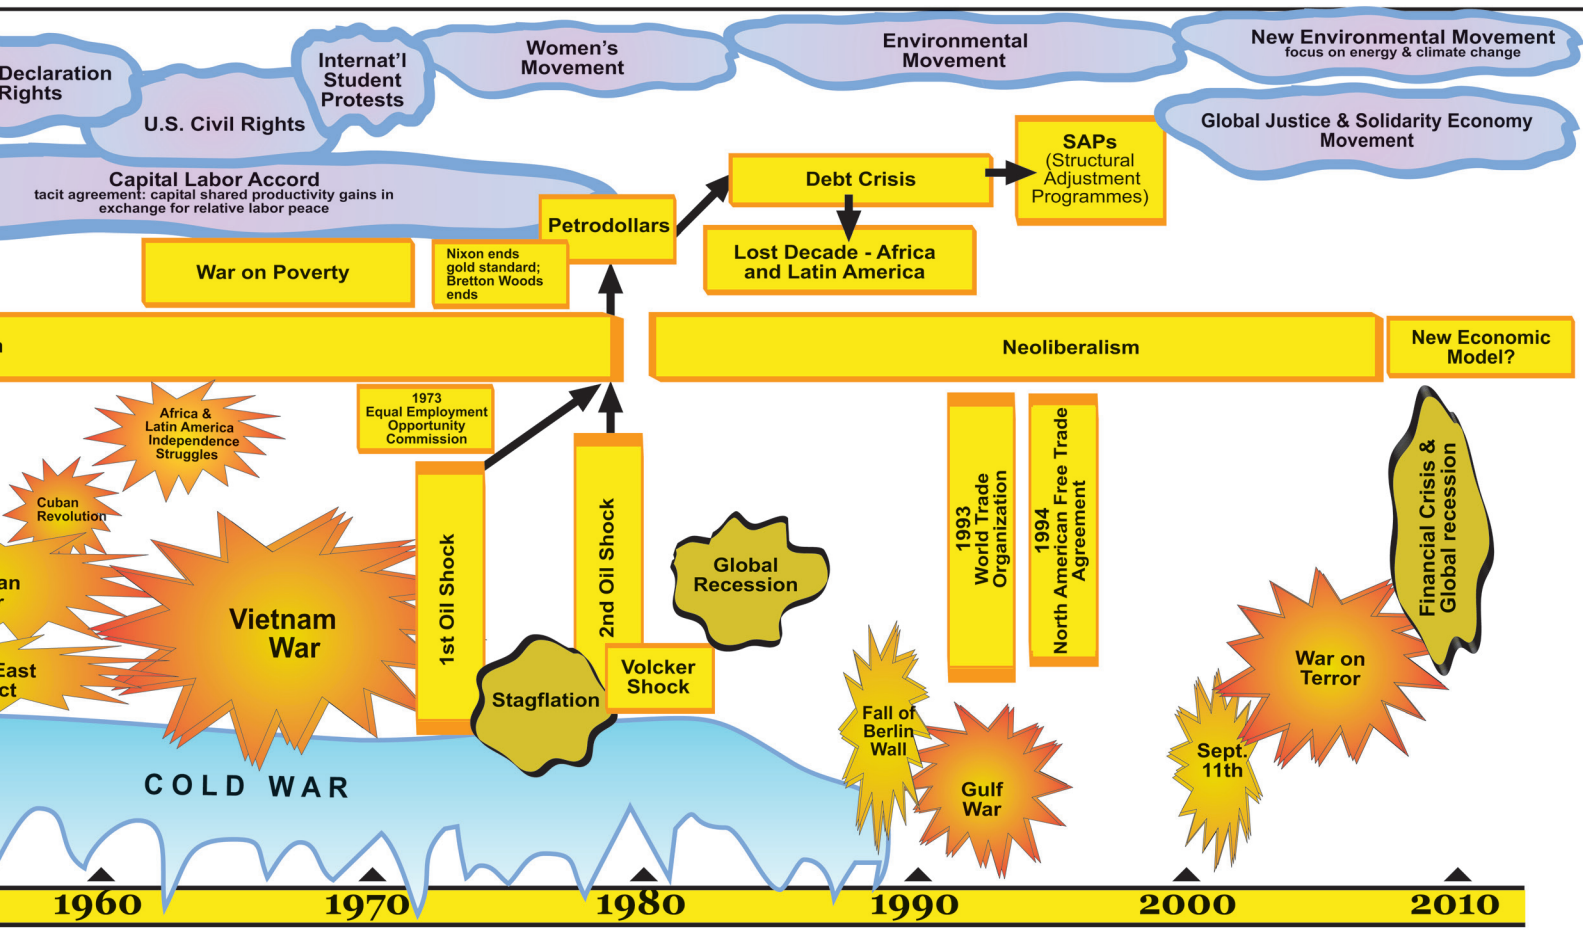 Declaration
Rights
U.S. Civil Rights
Internat'l
Student
Protests
Women's
Movement
Environmental
Movement
New Environmental Movement
focus on energy & climate change
Global Justice & Solidarity Economy
Movement
Capital Labor Accord
tacit agreement: capital shared productivity gains in
exchange for relative labor peace
War on Poverty
Nixon ends
gold standard;
Bretton Woods
ends
Petrodollars
Debt Crisis
Lost Decade - Africa
and Latin America
SAPs
(Structural
Adjustment
Programmes)
Neoliberalism
New Economic
Model?
Africa &
Latin America
Independence
Struggles
Cuban
Revolution
an
East
ct
Vietnam
War
1973
Equal Employment
Opportunity
Commission
1st Oil Shock
2nd Oil Shock
Stagflation
Volcker
Shock
Global
Recession
1993
World Trade
Organization
1994
North American Free Trade
Agreement
Fall of
Berlin
Wall
Gulf
War
Sept.
11th
War on
Terror
Financial Crisis &
Global recession
COLD WAR
1960
1970
1980
1990
2000
2010